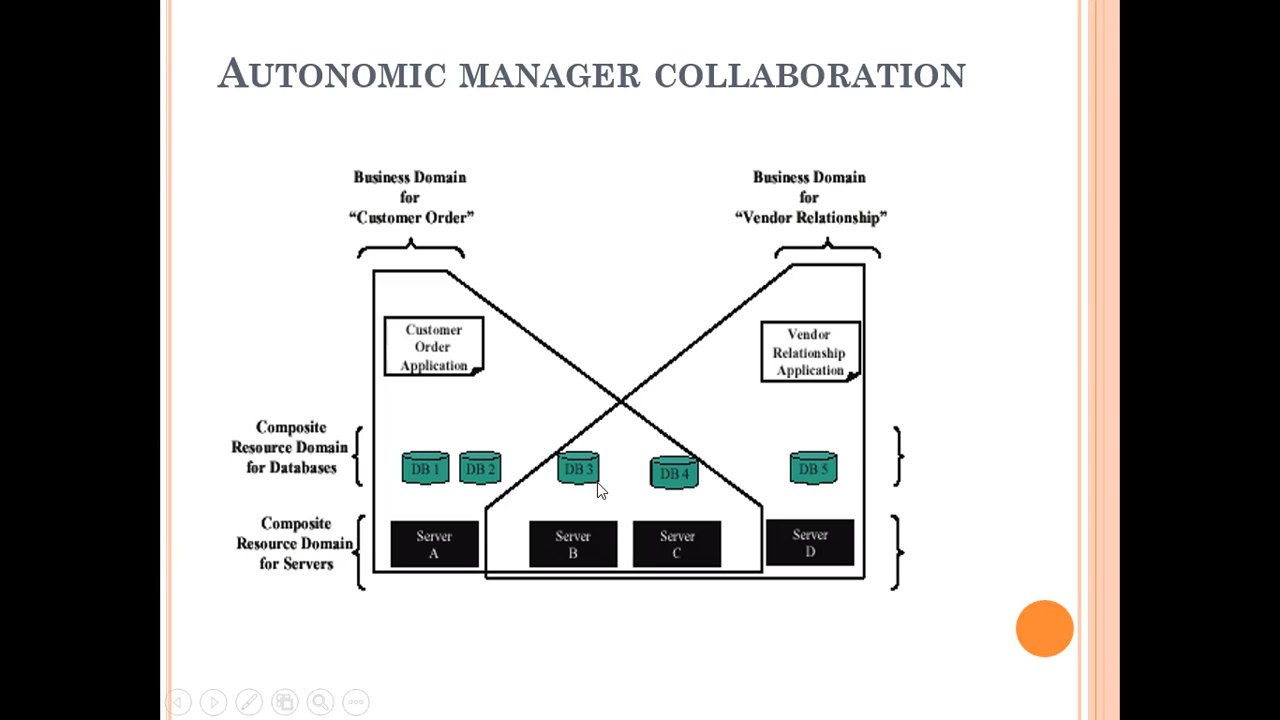 AUTONOMIC MANAGER COLLABORATION
Business Domain
for
“Customer Order”
Business Domain
for
“Vendor Relationship”
Customer
Order
Application
Vendor
Relationship
Application
Composite
Resource Domain
for Databases
DB 1
DB 2
DB 3
DB 4
DB 5
Composite
Resource Domain
for Servers
Server
A
Server
B
Server
C
Server
D